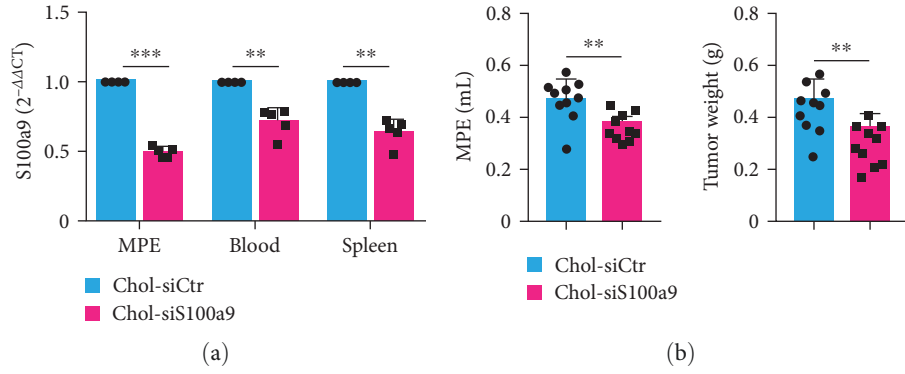 S100a9 (2^−ΔΔCT)
1.5
1.0
0.5
0
***
**
**
MPE Blood Spleen
Chol-siCtr
Chol-siS100a9
(a)
MPE (mL)
0.8
0.6
0.4
0.2
0
**
Tumor weight (g)
0.8
0.6
0.4
0.2
0
**
Chol-siCtr
Chol-siS100a9
(b)